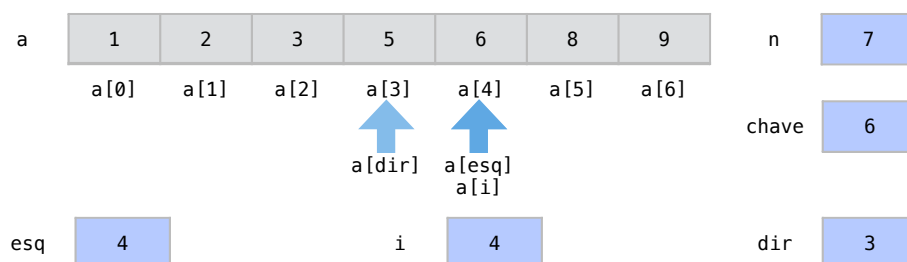 a 1 2 3 5 6 8 9 n 7
a[0] a[1] a[2] a[3] a[4] a[5] a[6]
chave 6
a[dir] a[esq]
a[i]
esq 4 i 4 dir 3